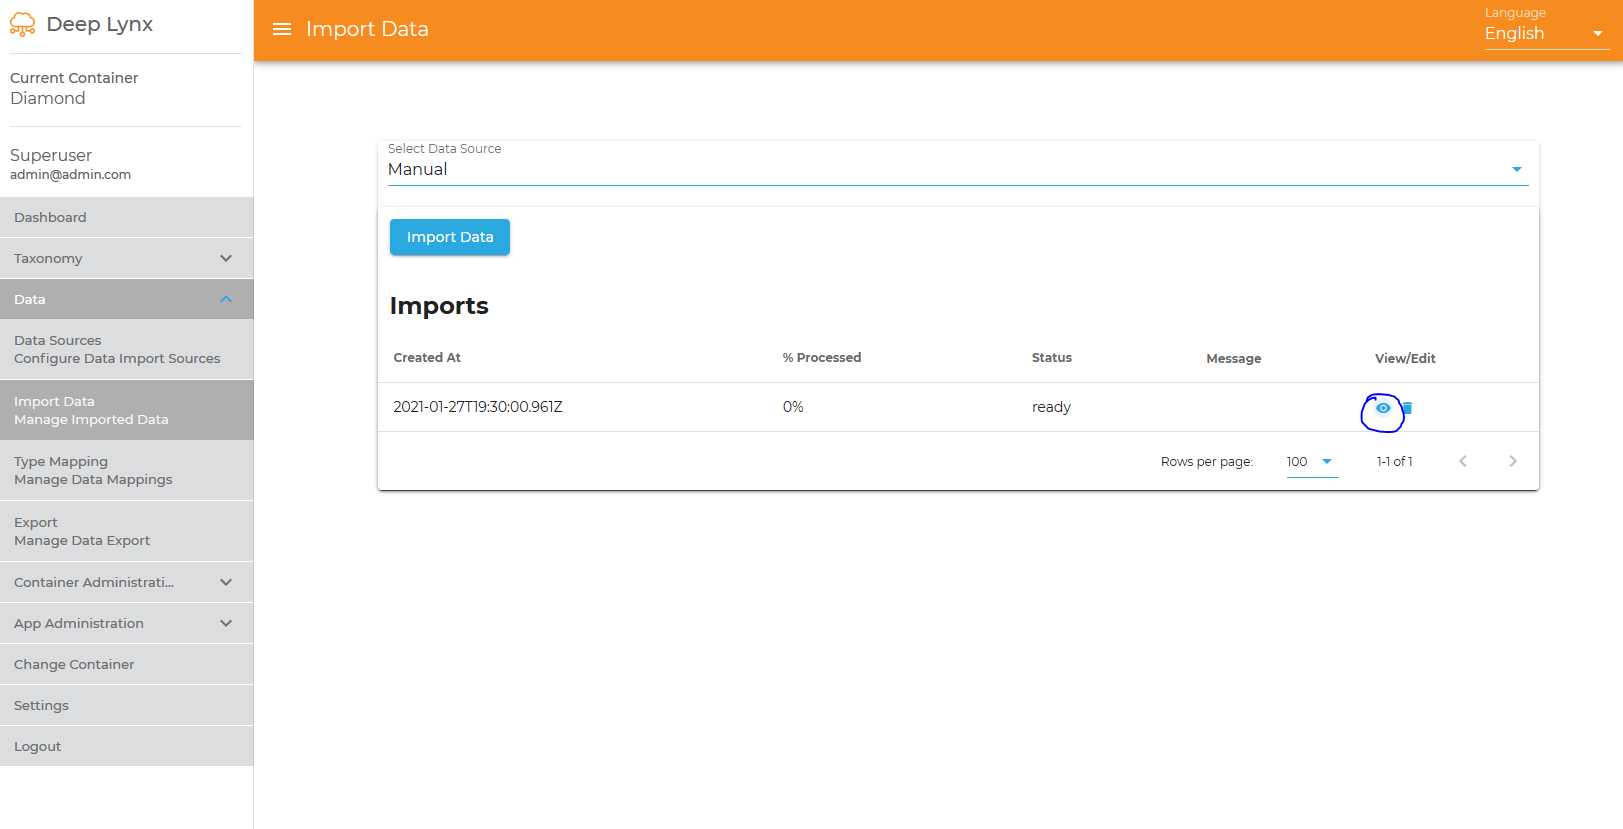 Deep Lynx
Current Container
Diamond
Superuser
admin@admin.com
Dashboard
Taxonomy
Data
Data Sources
Configure Data Import Sources
Import Data
Manage Imported Data
Type Mapping
Manage Data Mappings
Export
Manage Data Export
Container Administrati...
App Administration
Change Container
Settings
Logout
Import Data
Language
English
Select Data Source
Manual
Import Data
Imports
Created At % Processed Status Message View/Edit
2021-01-27T19:30:00.961Z 0% ready
Rows per page: 100 1-1 of 1